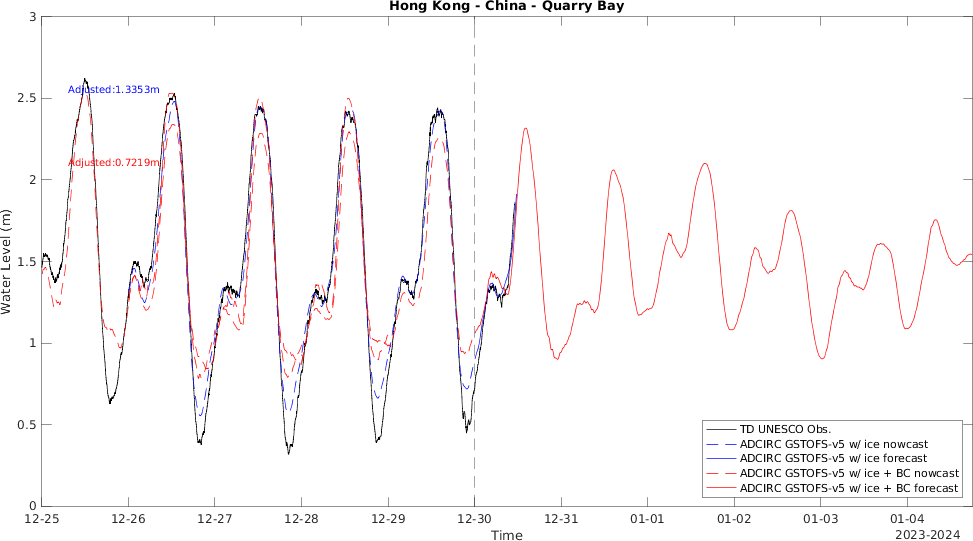 Hong Kong - China - Quarry Bay
3
2.5
2
1.5
1
0.5
0
Water Level (m)
Adjusted:1.3353m
Adjusted:0.7219m
TD UNESCO Obs.
ADCIRC GSTOFS-v5 w/ ice nowcast
ADCIRC GSTOFS-v5 w/ ice forecast
ADCIRC GSTOFS-v5 w/ ice + BC nowcast
ADCIRC GSTOFS-v5 w/ ice + BC forecast
12-25 12-26 12-27 12-28 12-29 12-30 12-31 01-01 01-02 01-03 01-04
Time
2023-2024